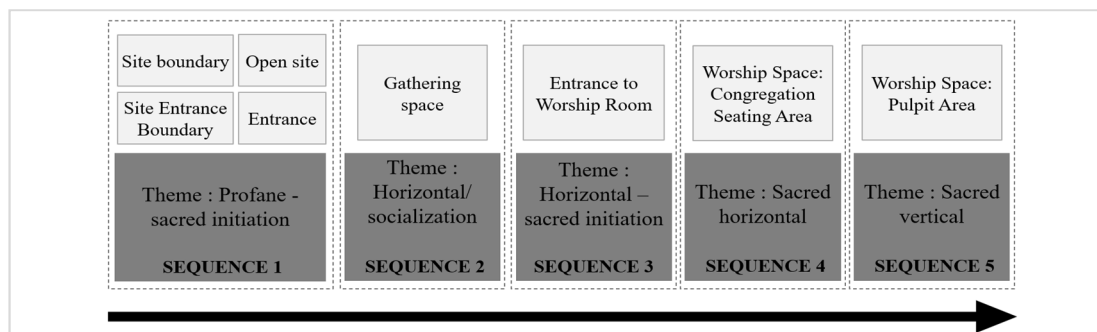 Site boundary
Open site
Site Entrance
Boundary
Entrance
Theme : Profane -
sacred initiation
SEQUENCE 1
Gathering
space
Theme :
Horizontal/
socialization
SEQUENCE 2
Entrance to
Worship Room
Theme :
Horizontal –
sacred initiation
SEQUENCE 3
Worship Space:
Congregation
Seating Area
Theme : Sacred
horizontal
SEQUENCE 4
Worship Space:
Pulpit Area
Theme : Sacred
vertical
SEQUENCE 5